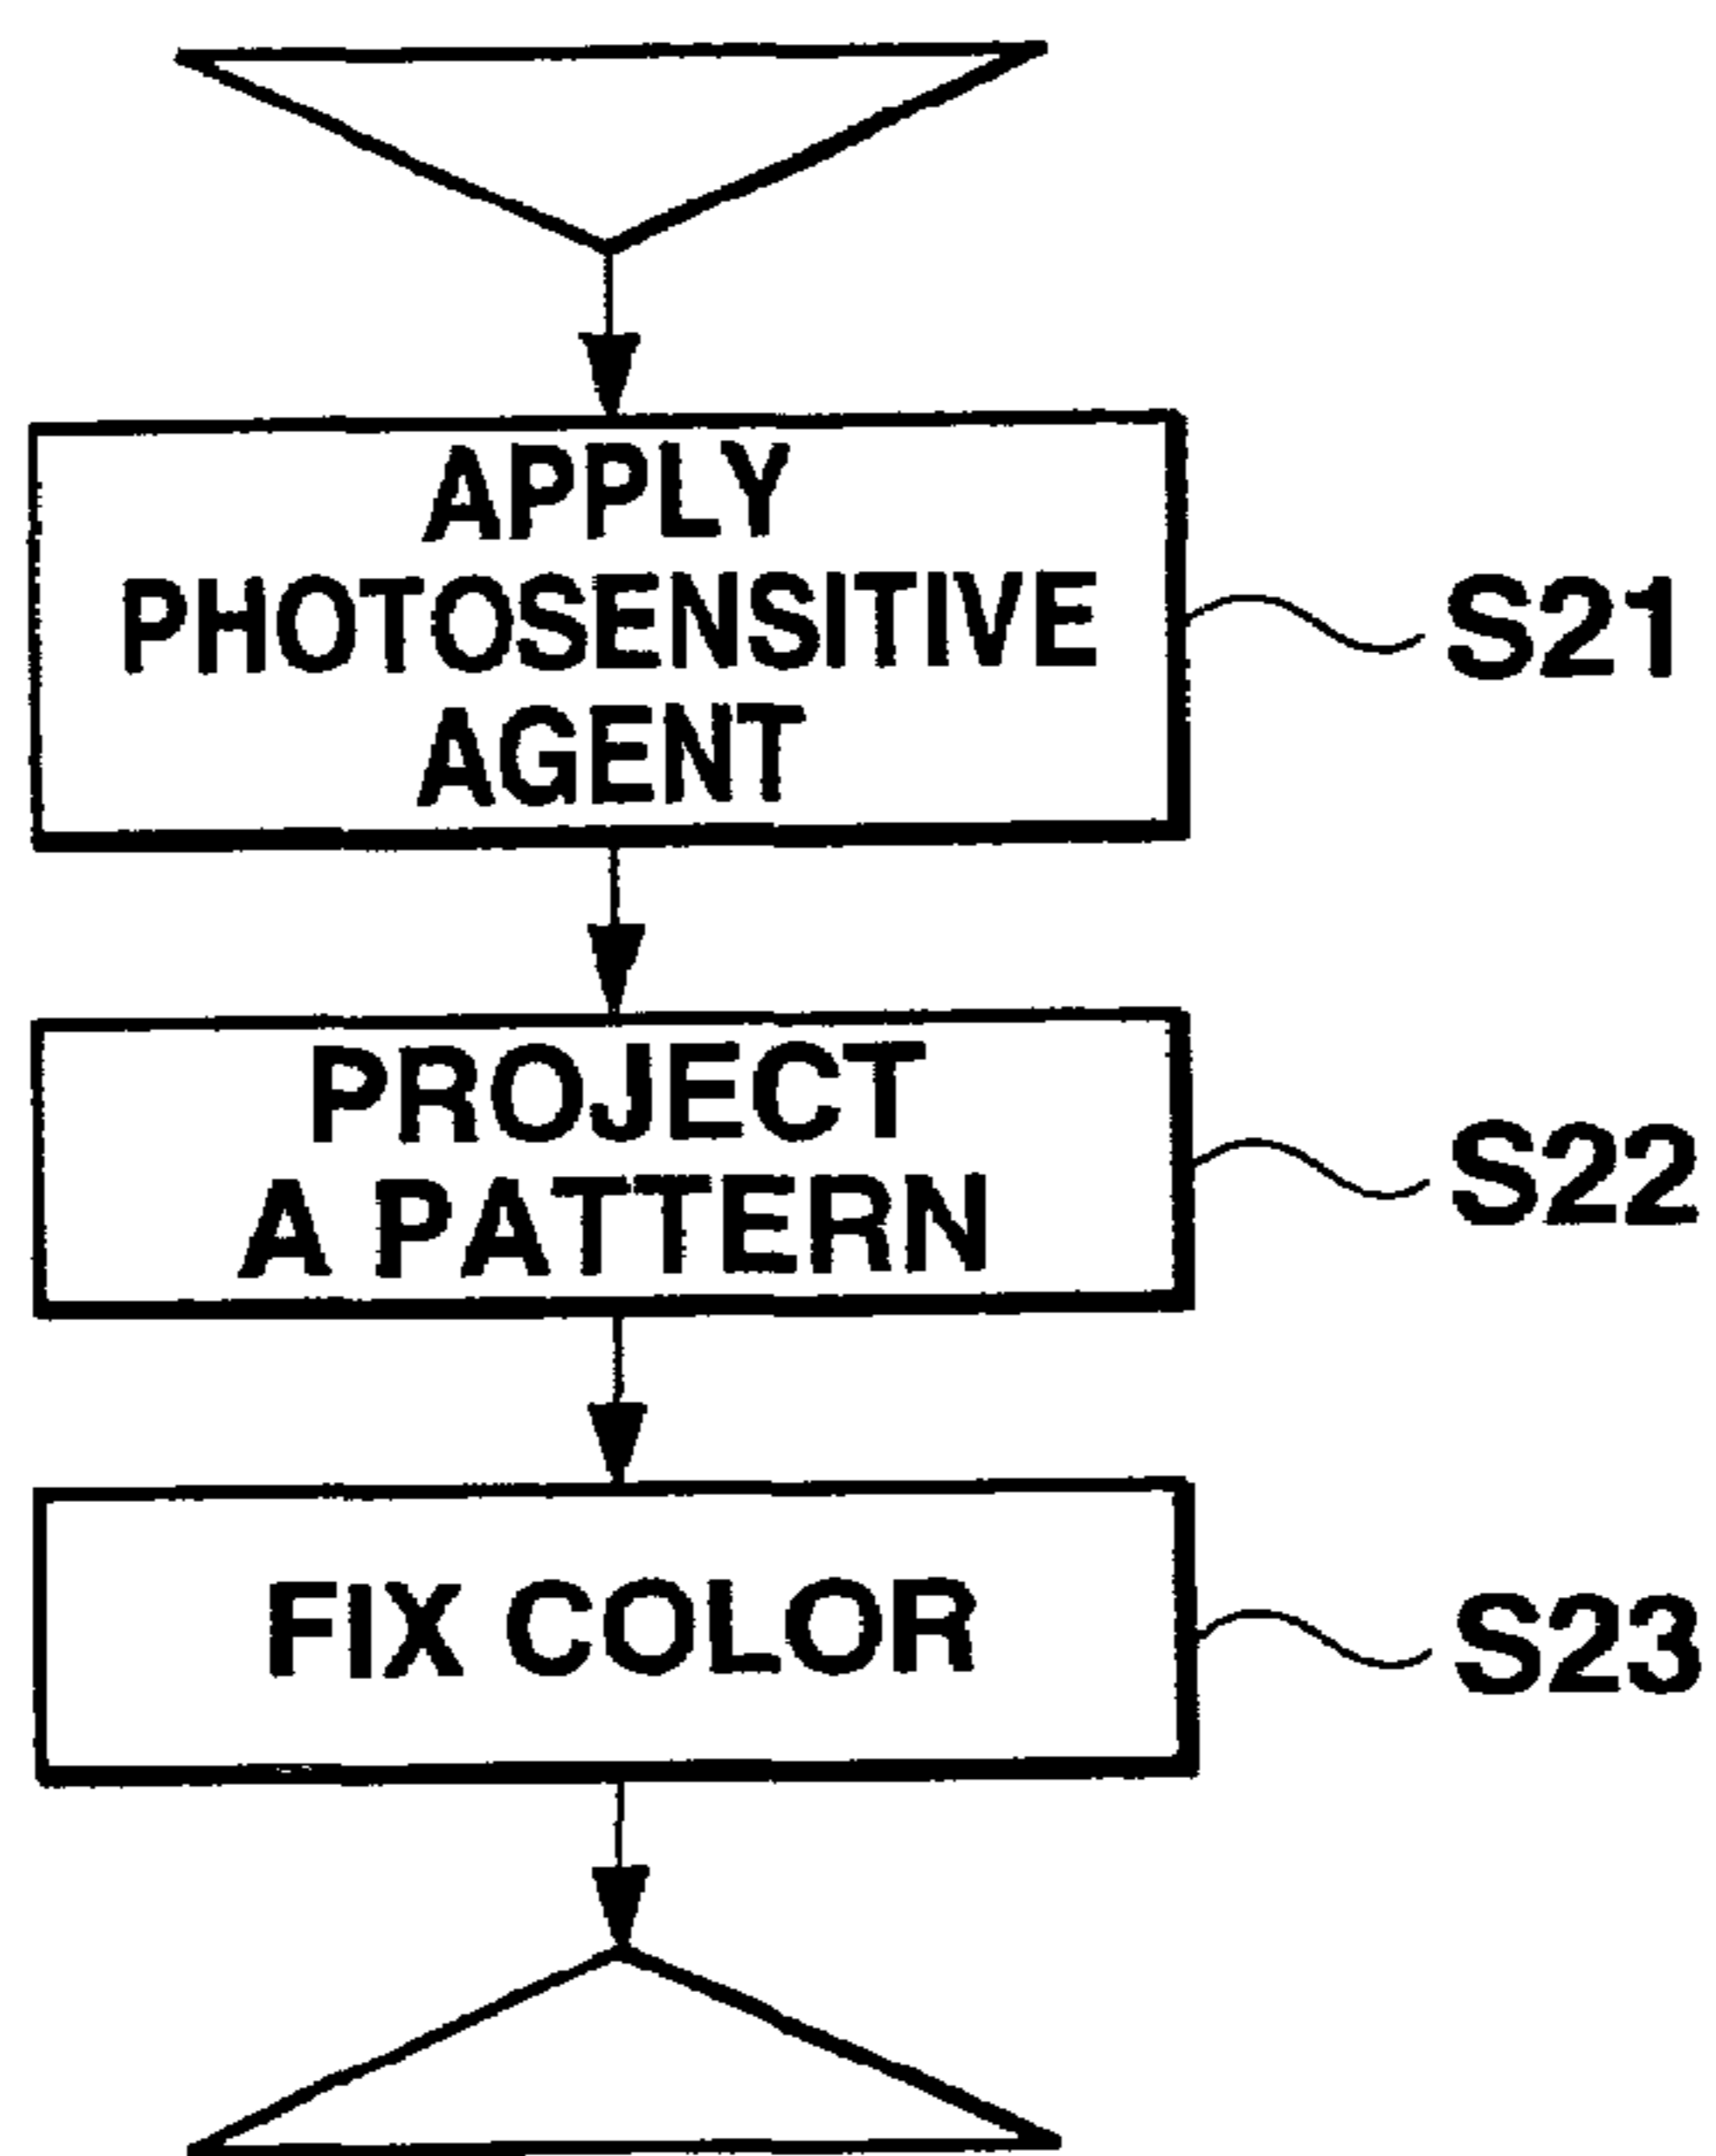 APPLY
PHOTOSENSITIVE
AGENT
S21
PROJECT
A PATTERN
S22
FIX COLOR
S23